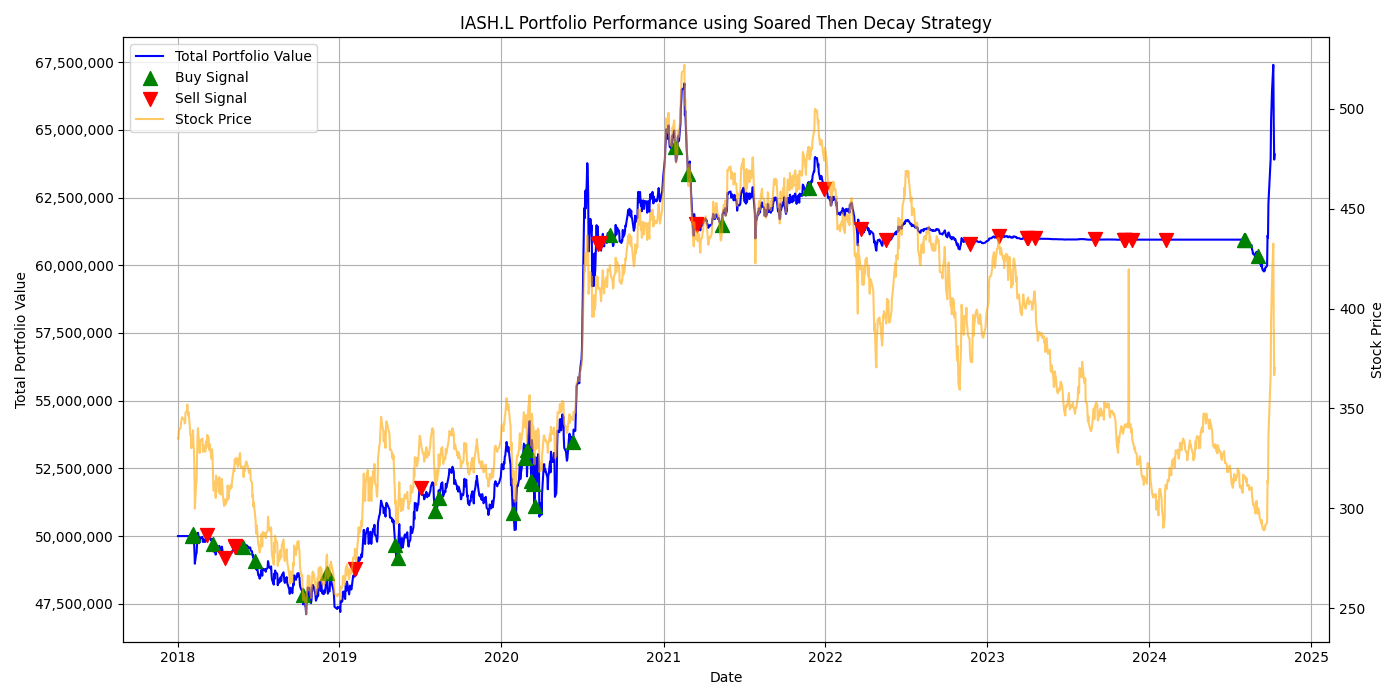 IASH.L Portfolio Performance using Soared Then Decay Strategy
Total Portfolio Value
Buy Signal
Sell Signal
Stock Price
67,500,000
65,000,000
62,500,000
60,000,000
57,500,000
55,000,000
52,500,000
50,000,000
47,500,000
Total Portfolio Value
500
450
400
350
300
250
Stock Price
2018
2019
2020
2021
2022
2023
2024
2025
Date